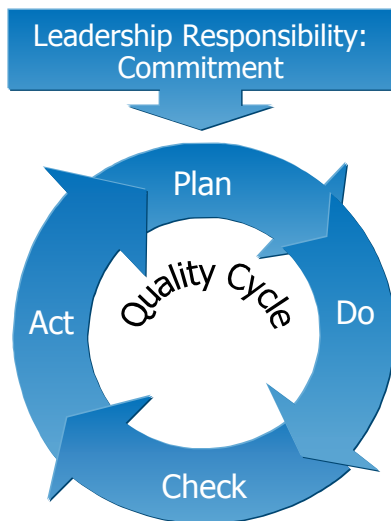 Leadership Responsibility:
Commitment
Plan
Quality Cycle
Act
Do
Check